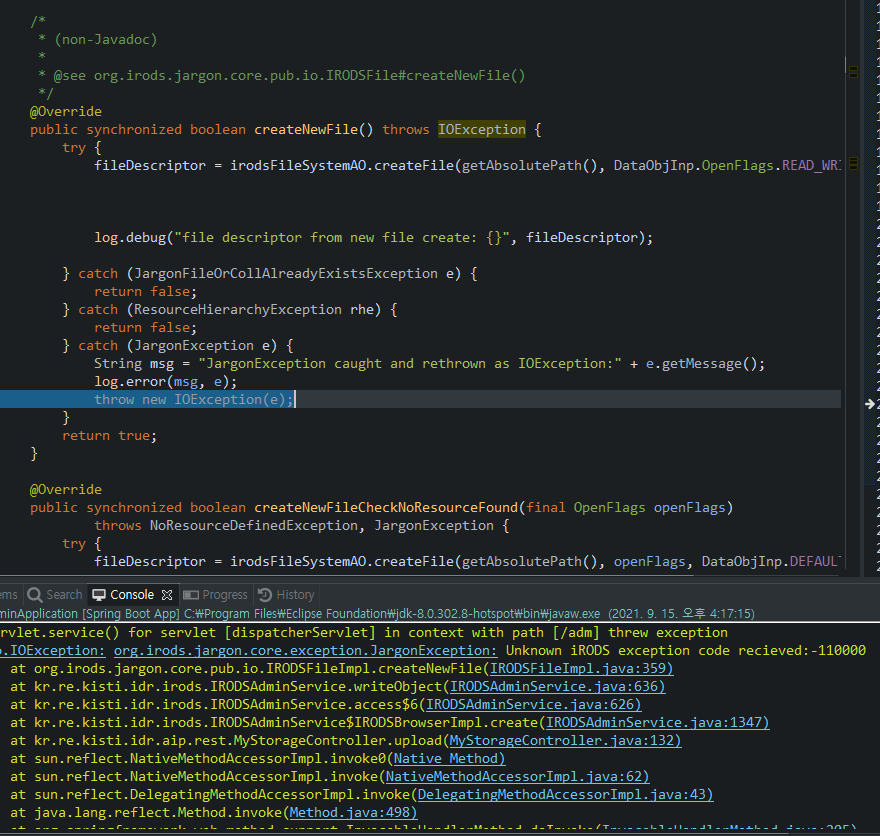 /*
* (non-Javadoc)
*
* @see org.irods.jargon.core.pub.io.IRODSFile#createNewFile()
*/
@Override
public synchronized boolean createNewFile() throws IOException {
try {
fileDescriptor = irodsFileSystemAO.createFile(getAbsolutePath(), DataObjInp.OpenFlags.READ_WR
log.debug("file descriptor from new file create: {}", fileDescriptor);
} catch (JargonFileOrCollAlreadyExistsException e) {
return false;
} catch (ResourceHierarchyException rhe) {
return false;
} catch (JargonException e) {
String msg = "JargonException caught and rethrown as IOException:" + e.getMessage();
log.error(msg, e);
throw new IOException(e);
}
return true;
}
@Override
public synchronized boolean createNewFileCheckNoResourceFound(final OpenFlags openFlags)
throws NoResourceDefinedException, JargonException {
try {
fileDescriptor = irodsFileSystemAO.createFile(getAbsolutePath(), openFlags, DataObjInp.DEFAUL
ems Search Console Progress History
minApplication [Spring Boot App] C:₩Program Files₩Eclipse Foundation₩jdk-8.0.302.8-hotspot₩bin₩javaw.exe (2021. 9. 15. 오후 4:17:15)
rvlet.service() for servlet [dispatcherServlet] in context with path [/adm] threw exception
o.IOException: org.irods.jargon.core.exception.JargonException: Unknown iRODS exception code recieved:-110000
at org.irods.jargon.core.pub.io.IRODSFileImpl.createNewFile(IRODSFileImpl.java:359)
at kr.re.kisti.idr.irods.IRODSAdminService.writeObject(IRODSAdminService.java:636)
at kr.re.kisti.idr.irods.IRODSAdminService.access$6(IRODSAdminService.java:626)
at kr.re.kisti.idr.irods.IRODSAdminService$IRODSBrowserImpl.create(IRODSAdminService.java:1347)
at kr.re.kisti.idr.aip.rest.MyStorageController.upload(MyStorageController.java:132)
at sun.reflect.NativeMethodAccessorImpl.invoke0(Native Method)
at sun.reflect.NativeMethodAccessorImpl.invoke(NativeMethodAccessorImpl.java:62)
at sun.reflect.DelegatingMethodAccessorImpl.invoke(DelegatingMethodAccessorImpl.java:43)
at java.lang.reflect.Method.invoke(Method.java:498)